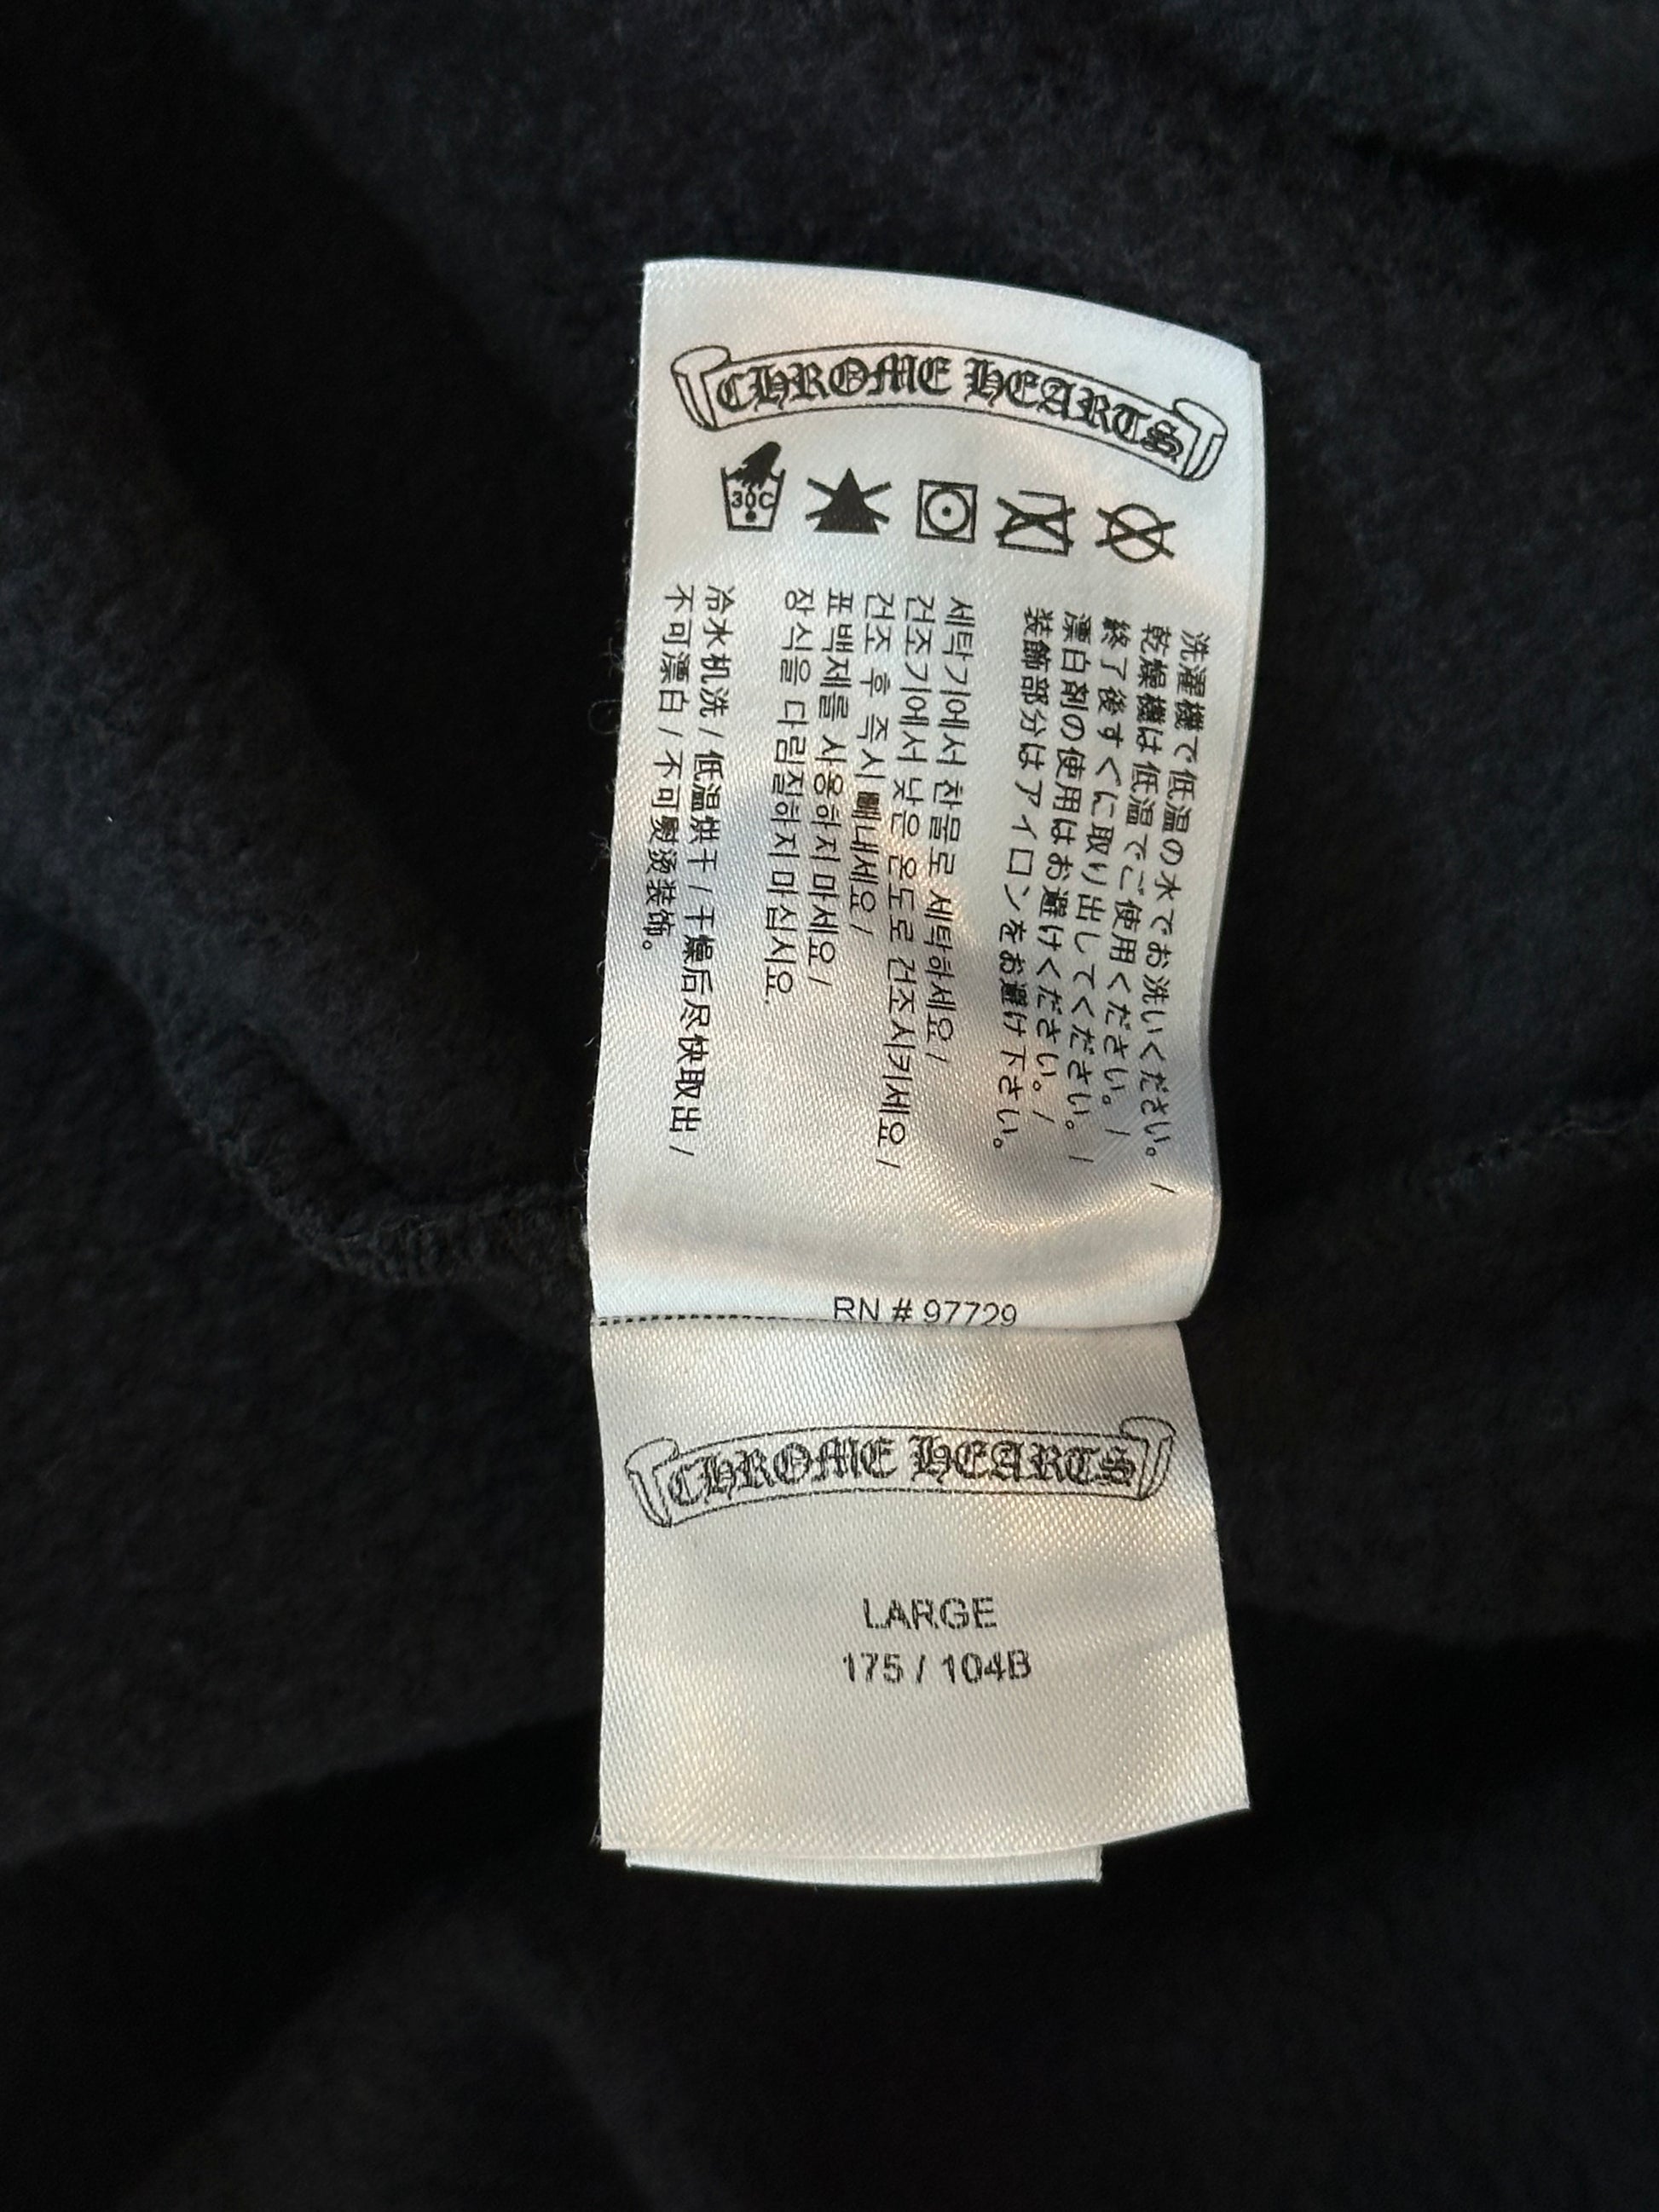 CHROME HEARTS
30C
洗濯機で低温の水でお洗いください。 /
乾燥機は低温でご使用ください。 /
終了後すぐに取り出してください。 /
漂白剤の使用はお避けください。 /
装飾部分はアイロンをお避け下さい。
세탁기에서 찬물로 세탁하세요 /
건조기에서 낮은 온도로 건조시키세요 /
건조 후 즉시 빼내세요 /
표백제를 사용하지 마세요 /
장식을 다림질하지 마십시요.
冷水机洗 / 低温烘干 / 干燥后尽快取出 /
不可漂白 / 不可熨烫装饰。
RN # 97729
CHROME HEARTS
LARGE
175 / 104B